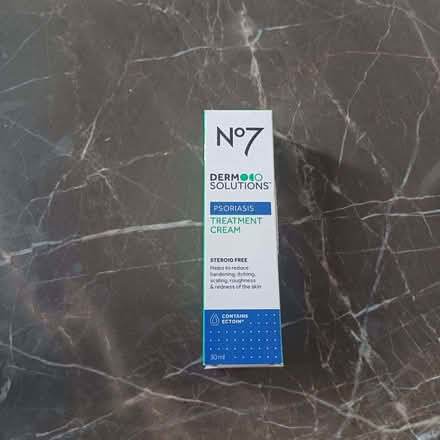 No7
DERM
SOLUTIONS™
PSORIASIS
TREATMENT
CREAM
STEROID FREE
Helps to reduce
hardening, itching,
scaling, roughness
& redness of the skin
CONTAINS
ECTOIN®
30ml